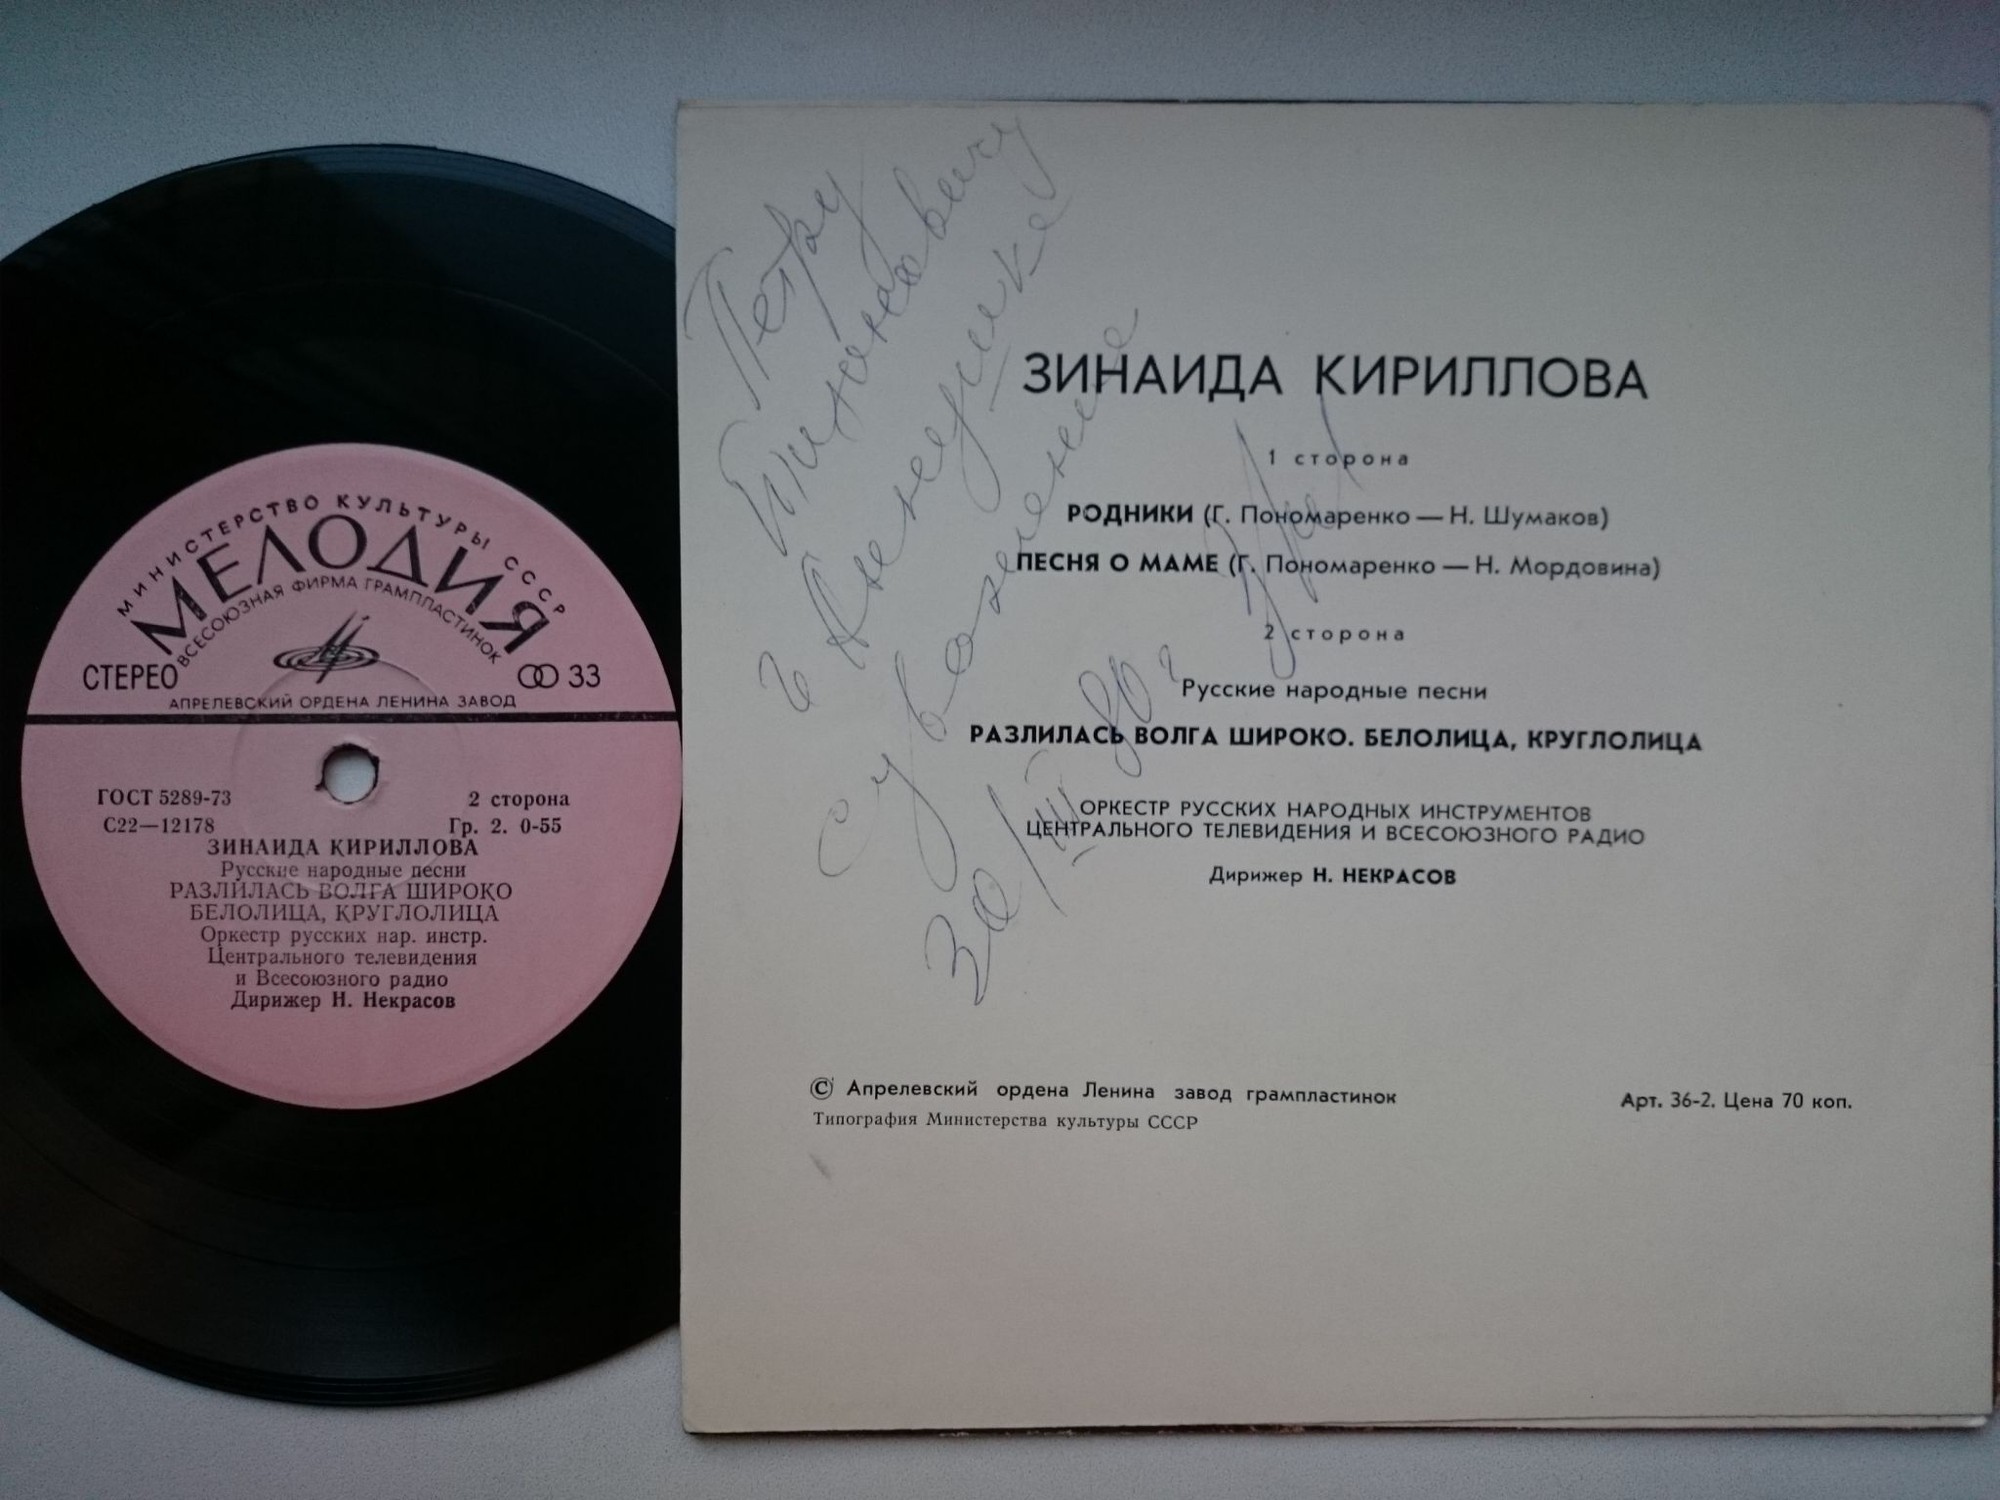 МИНИСТЕРСТВО КУЛЬТУРЫ СССР
МЕЛОДИЯ
ВСЕСОЮЗНАЯ ФИРМА ГРАМПЛАСТИНОК
СТЕРЕО 33
АПРЕЛЕВСКИЙ ОРДЕНА ЛЕНИНА ЗАВОД
ГОСТ 5289-73 2 сторона
С22—12178 Гр. 2. 0-55
ЗИНАИДА КИРИЛЛОВА
Русские народные песни
РАЗЛИЛАСЬ ВОЛГА ШИРОКО
БЕЛОЛИЦА, КРУГЛОЛИЦА
Оркестр русских нар. инстр.
Центрального телевидения
и Всесоюзного радио
Дирижер Н. Некрасов
Петру
Тихоновичу
с
уважением
30/III 80г
ЗИНАИДА КИРИЛЛОВА
1 сторона
РОДНИКИ (Г. Пономаренко — Н. Шумаков)
ПЕСНЯ О МАМЕ (Г. Пономаренко — Н. Мордовина)
2 сторона
Русские народные песни
РАЗЛИЛАСЬ ВОЛГА ШИРОКО. БЕЛОЛИЦА, КРУГЛОЛИЦА
ОРКЕСТР РУССКИХ НАРОДНЫХ ИНСТРУМЕНТОВ
ЦЕНТРАЛЬНОГО ТЕЛЕВИДЕНИЯ И ВСЕСОЮЗНОГО РАДИО
Дирижер Н. НЕКРАСОВ
© Апрелевский ордена Ленина завод грампластинок
Типография Министерства культуры СССР
Арт. 36-2. Цена 70 коп.